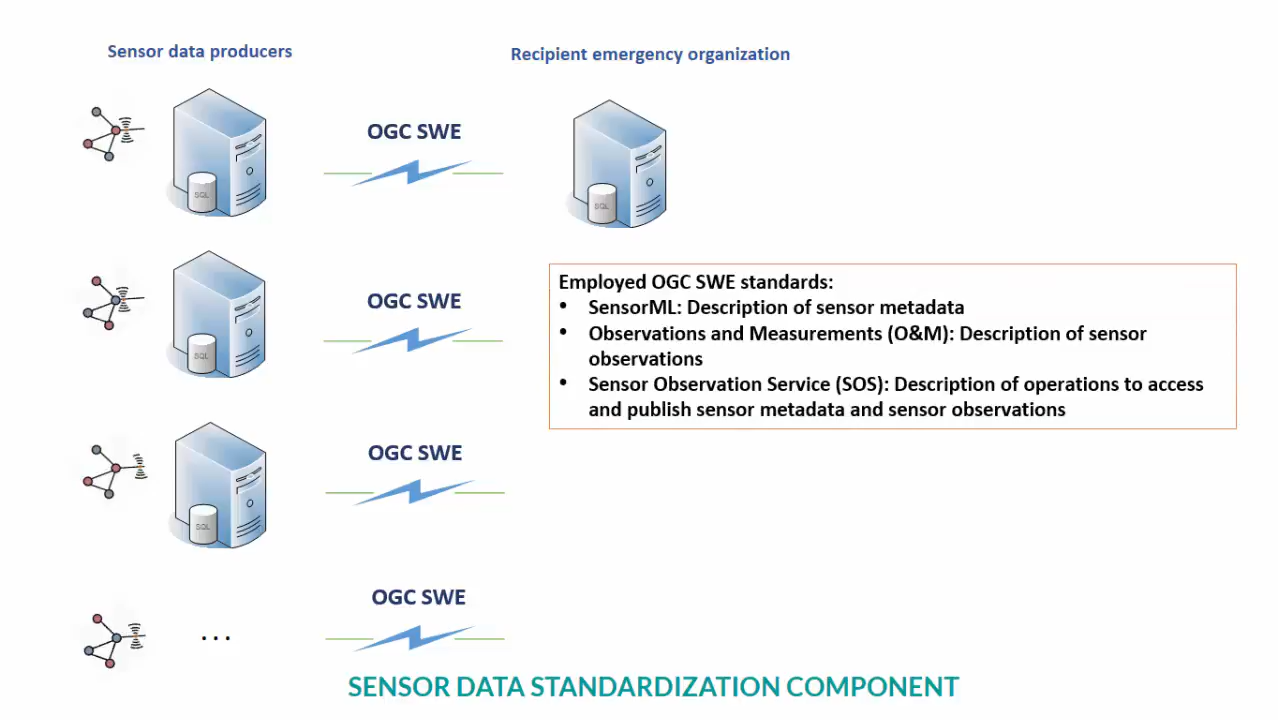 Sensor data producers
Recipient emergency organization
OGC SWE
SQL
SQL
OGC SWE
SQL
Employed OGC SWE standards:
• SensorML: Description of sensor metadata
• Observations and Measurements (O&M): Description of sensor
observations
• Sensor Observation Service (SOS): Description of operations to access
and publish sensor metadata and sensor observations
OGC SWE
SQL
OGC SWE
...
SENSOR DATA STANDARDIZATION COMPONENT